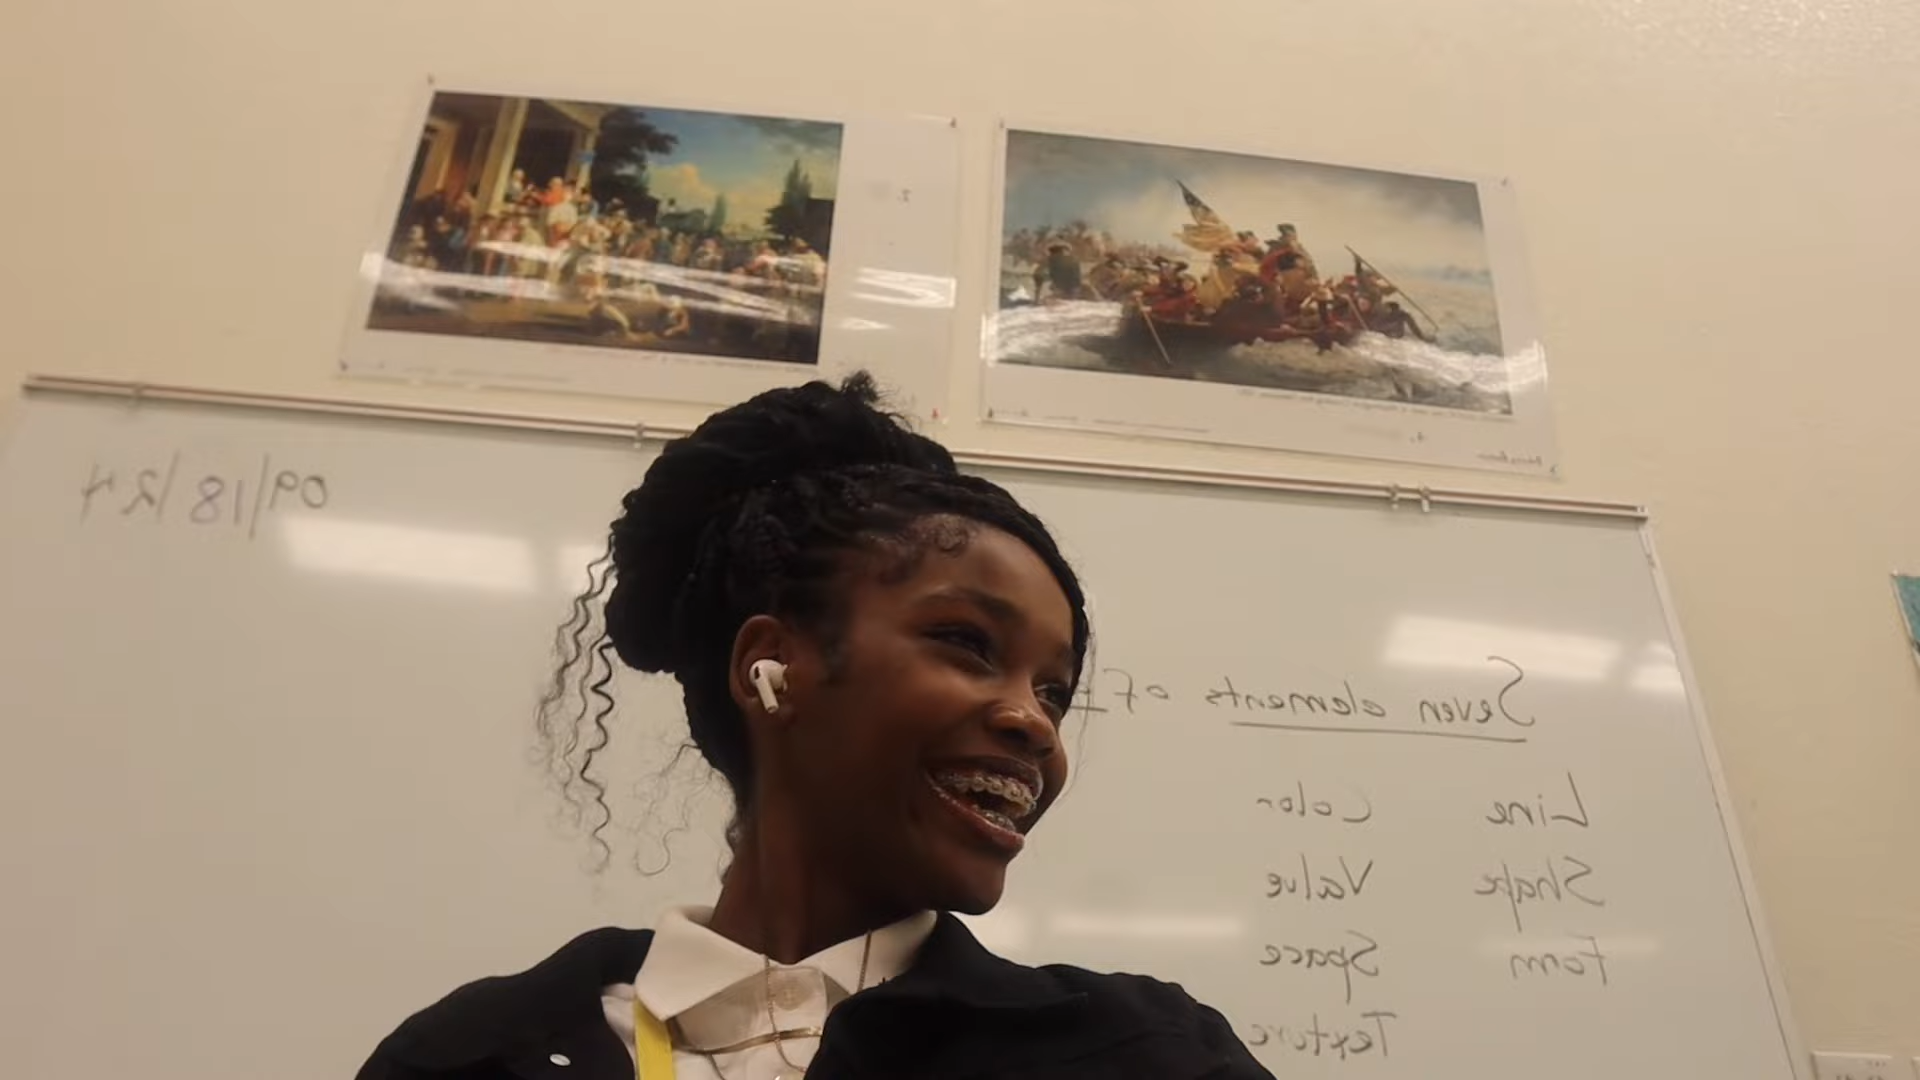 09/18/24
Seven elements of
Line Color
Shape Value
Form Space
Texture